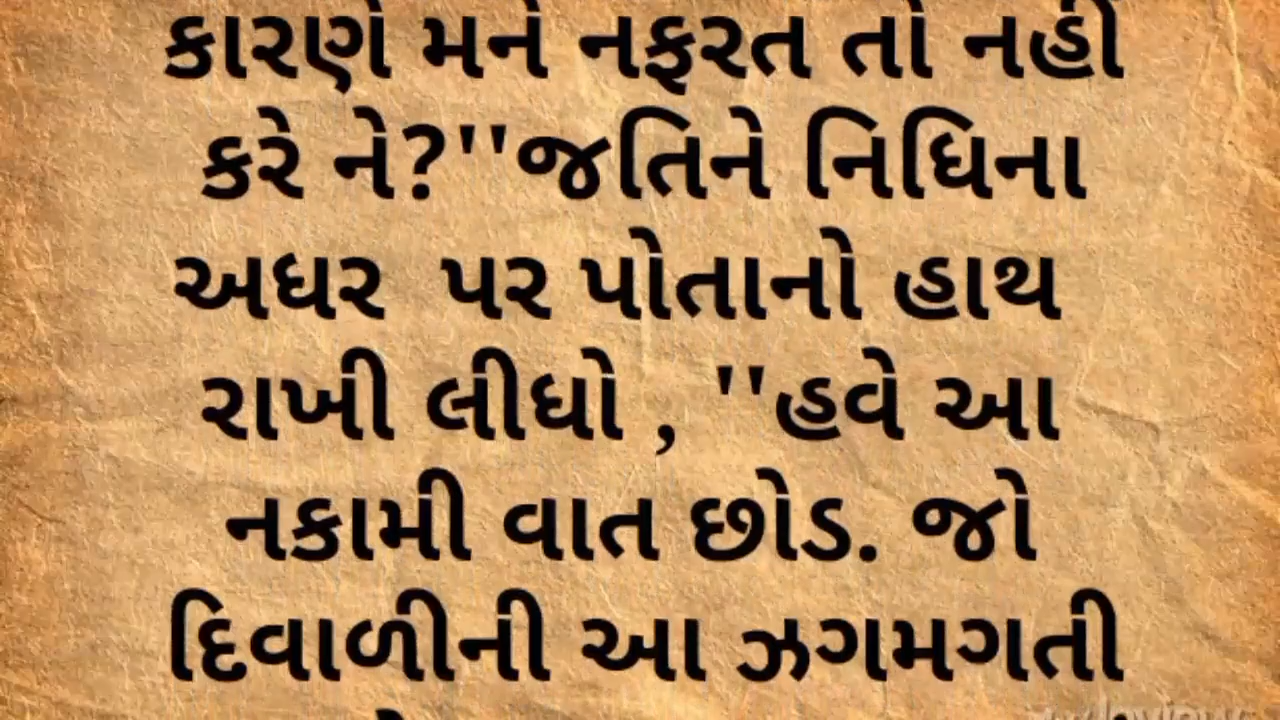 કારણે મને નફરત તો નહીં
કરે ને?''જતિને નિધિના
અધર  પર પોતાનો હાથ
રાખી લીધો , ''હવે આ
નકામી વાત છોડ. જો
દિવાળીની આ ઝગમગતી